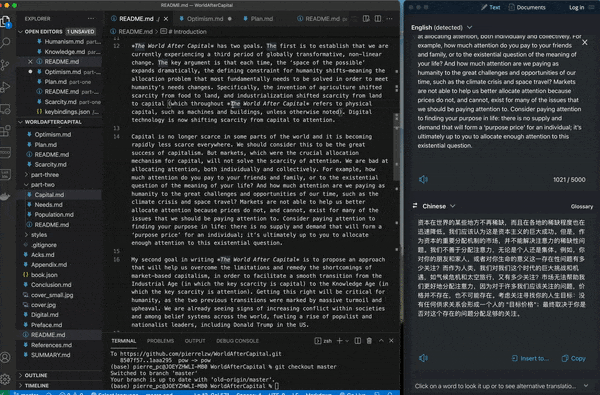 EXPLORER
OPEN EDITORS 1 UNSAVED
Humanism.md part-...
Knowledge.md part-...
README.md
Optimism.md part-...
Plan.md part-one
README.md part-...
Scarcity.md part-...
keybindings.json
WORLDAFTERCAPITAL
Optimism.md
Plan.md
README.md
Scarcity.md
part-three
part-two
Capital.md
Needs.md
Population.md
README.md
styles
.gitignore
Acks.md
Appendix.md
book.json
Conclusion.md
cover_small.jpg
cover.jpg
Digital.md
Preface.md
README.md
References.md
SUMMARY.md
OUTLINE
TIMELINE
README.md — WorldAfterCapital
README.md
Optimism.md
Plan.md
README.md > # Introduction
12
*The World After Capital* has two goals. The first is to establish that we are
currently experiencing a third period of globally transformative, non-linear
change. The key argument is that each time, the 'space of the possible'
expands dramatically, the defining constraint for humanity shifts—meaning the
allocation problem that most fundamentally needs to be solved in order to meet
humanity's needs changes. Specifically, the invention of agriculture shifted
scarcity from food to land, and industrialization shifted scarcity from land
to capital (which throughout *The World After Capital* refers to physical
capital, such as machines and buildings, unless otherwise noted). Digital
technology is now shifting scarcity from capital to attention.
13
14
Capital is no longer scarce in some parts of the world and it is becoming
rapidly less scarce everywhere. We should consider this to be the great
success of capitalism. But markets, which were the crucial allocation
mechanism for capital, will not solve the scarcity of attention. We are bad at
allocating attention, both individually and collectively. For example, how
much attention do you pay to your friends and family, or to the existential
question of the meaning of your life? And how much attention are we paying as
humanity to the great challenges and opportunities of our time, such as the
climate crisis and space travel? Markets are not able to help us better
allocate attention because prices do not, and cannot, exist for many of the
issues that we should be paying attention to. Consider paying attention to
finding your purpose in life: there is no supply and demand that will form a
'purpose price' for an individual; it's ultimately up to you to allocate
enough attention to this existential question.
15
16
My second goal in writing *The World After Capital* is to propose an approach
that will help us overcome the limitations and remedy the shortcomings of
market-based capitalism, in order to facilitate a smooth transition from the
Industrial Age (in which the key scarcity is capital) to the Knowledge Age (in
which the key scarcity is attention). Getting this right will be critical for
humanity, as the two previous transitions were marked by massive turmoil and
upheaval. We are already seeing signs of increasing conflict within societies
and among belief systems across the world, fueling a rise of populist and
nationalist leaders, including Donald Trump in the US.
17
TERMINAL
PROBLEMS
OUTPUT
zsh
To https://github.com/pierrelzw/WorldAfterCapital.git
8507f57..1aaa295 pow -> pow
(base) pierre_pc@JOEYZHWLI-MB0 WorldAfterCapital % git checkout master
Switched to branch 'master'
Your branch is up to date with 'old-origin/master'.
(base) pierre_pc@JOEYZHWLI-MB0 WorldAfterCapital %
Text
Documents
Log in
English (detected)
at allocating attention, both individually and collectively. For
example, how much attention do you pay to your friends and
family, or to the existential question of the meaning of your life?
And how much attention are we paying as humanity to the great
challenges and opportunities of our
time, such as the climate crisis and space travel? Markets
are not able to help us better allocate attention because
prices do not, and cannot, exist for many of the issues that
we should be paying attention to. Consider paying attention
to finding your purpose in life: there is no supply and
demand that will form a 'purpose price' for an individual;
it's ultimately up to you to allocate enough attention to this
existential question.
1021 / 5000
Chinese
Glossary
资本在世界的某些地方不再稀缺，而且在各地的稀缺程度也在
迅速降低。我们应该认为这是资本主义的巨大成功。但是，作
为资本的重要分配机制的市场，并不能解决注意力的稀缺性问
题。我们不善于分配注意力，无论是个人还是集体。例如，你
对你的朋友和家人，或者对你生命的意义这一存在性问题有多
少关注？而作为人类，我们对我们这个时代的巨大挑战和机
遇，如气候危机和太空旅行，又有多少关注？市场无法帮助我
们更好地分配注意力，因为对于许多我们应该关注的问题，价
格并不存在，也不可能存在。考虑关注寻找你的人生目标：没
有任何供求关系会形成一个人的 "目标价格"；最终取决于你是
否对这个存在的问题分配足够的关注。
Insert to...
Copy
Click on a word to look it up or to see alternative translation...